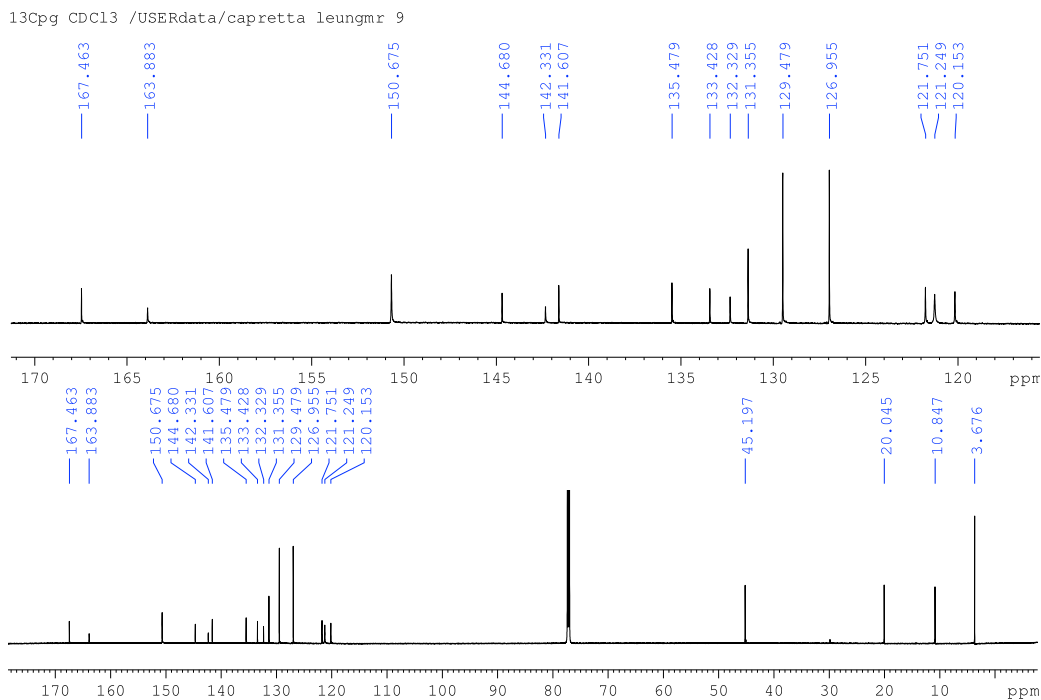 13Cpg CDCl3 /USERdata/capretta leungmr 9
167.463 163.883 150.675 144.680 142.331 141.607 135.479 133.428 132.329 131.355 129.479 126.955 121.751 121.249 120.153
170 165 160 155 150 145 140 135 130 125 120 ppm
167.463 163.883 150.675 144.680 142.331 141.607 135.479 133.428 132.329 131.355 129.479 126.955 121.751 121.249 120.153 45.197 20.045 10.847 3.676
170 160 150 140 130 120 110 100 90 80 70 60 50 40 30 20 10 ppm